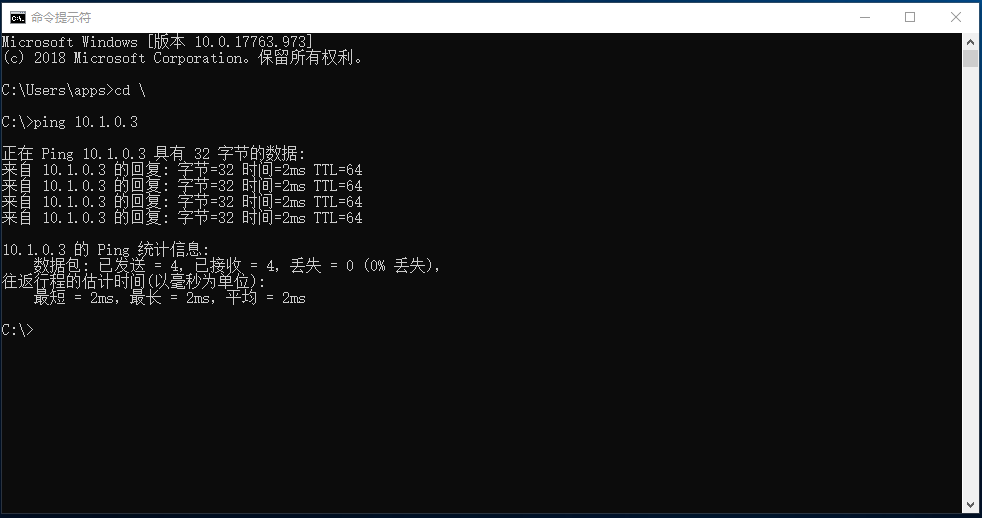 命令提示符
Microsoft Windows [版本 10.0.17763.973]
(c) 2018 Microsoft Corporation。保留所有权利。
C:\Users\apps>cd \
C:\>ping 10.1.0.3
正在 Ping 10.1.0.3 具有 32 字节的数据:
来自 10.1.0.3 的回复: 字节=32 时间=2ms TTL=64
来自 10.1.0.3 的回复: 字节=32 时间=2ms TTL=64
来自 10.1.0.3 的回复: 字节=32 时间=2ms TTL=64
来自 10.1.0.3 的回复: 字节=32 时间=2ms TTL=64
10.1.0.3 的 Ping 统计信息:
数据包: 已发送 = 4，已接收 = 4，丢失 = 0 (0% 丢失)，
往返行程的估计时间(以毫秒为单位):
最短 = 2ms，最长 = 2ms，平均 = 2ms
C:\>